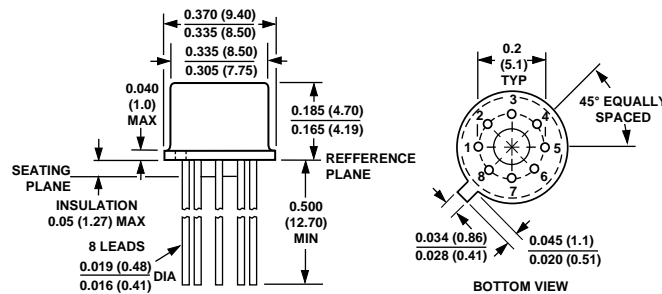 0.370 (9.40)
0.335 (8.50)
0.335 (8.50)
0.305 (7.75)
0.040
(1.0)
MAX
0.185 (4.70)
0.165 (4.19)
SEATING
PLANE
REFFERENCE
PLANE
INSULATION
0.05 (1.27) MAX
0.500
(12.70)
MIN
8 LEADS
0.019 (0.48)
0.016 (0.41)
DIA
0.2
(5.1)
TYP
45° EQUALLY
SPACED
1
2
3
4
5
6
7
8
0.034 (0.86)
0.028 (0.41)
0.045 (1.1)
0.020 (0.51)
BOTTOM VIEW